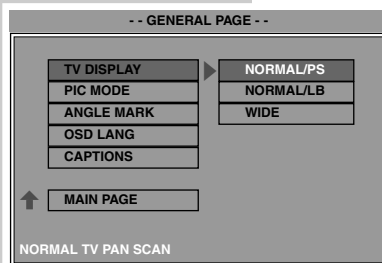 - - GENERAL PAGE - -
TV DISPLAY
NORMAL/PS
PIC MODE
NORMAL/LB
ANGLE MARK
WIDE
OSD LANG
CAPTIONS
MAIN PAGE
NORMAL TV PAN SCAN